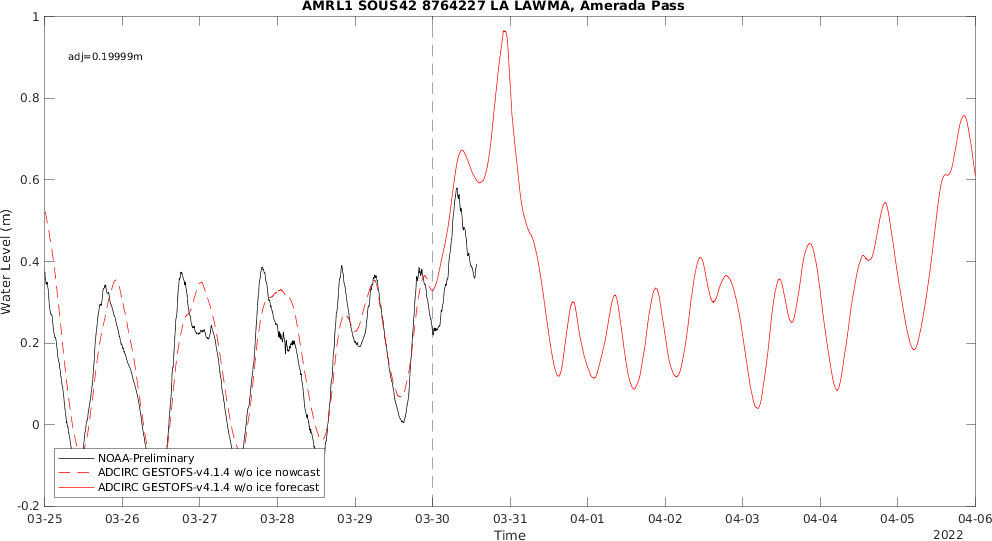 AMRL1 SOUS42 8764227 LA LAWMA, Amerada Pass
adj=0.19999m
1
0.8
0.6
0.4
0.2
0
-0.2
Water Level (m)
NOAA-Preliminary
ADCIRC GESTOFS-v4.1.4 w/o ice nowcast
ADCIRC GESTOFS-v4.1.4 w/o ice forecast
03-25 03-26 03-27 03-28 03-29 03-30 03-31 04-01 04-02 04-03 04-04 04-05 04-06
Time
2022